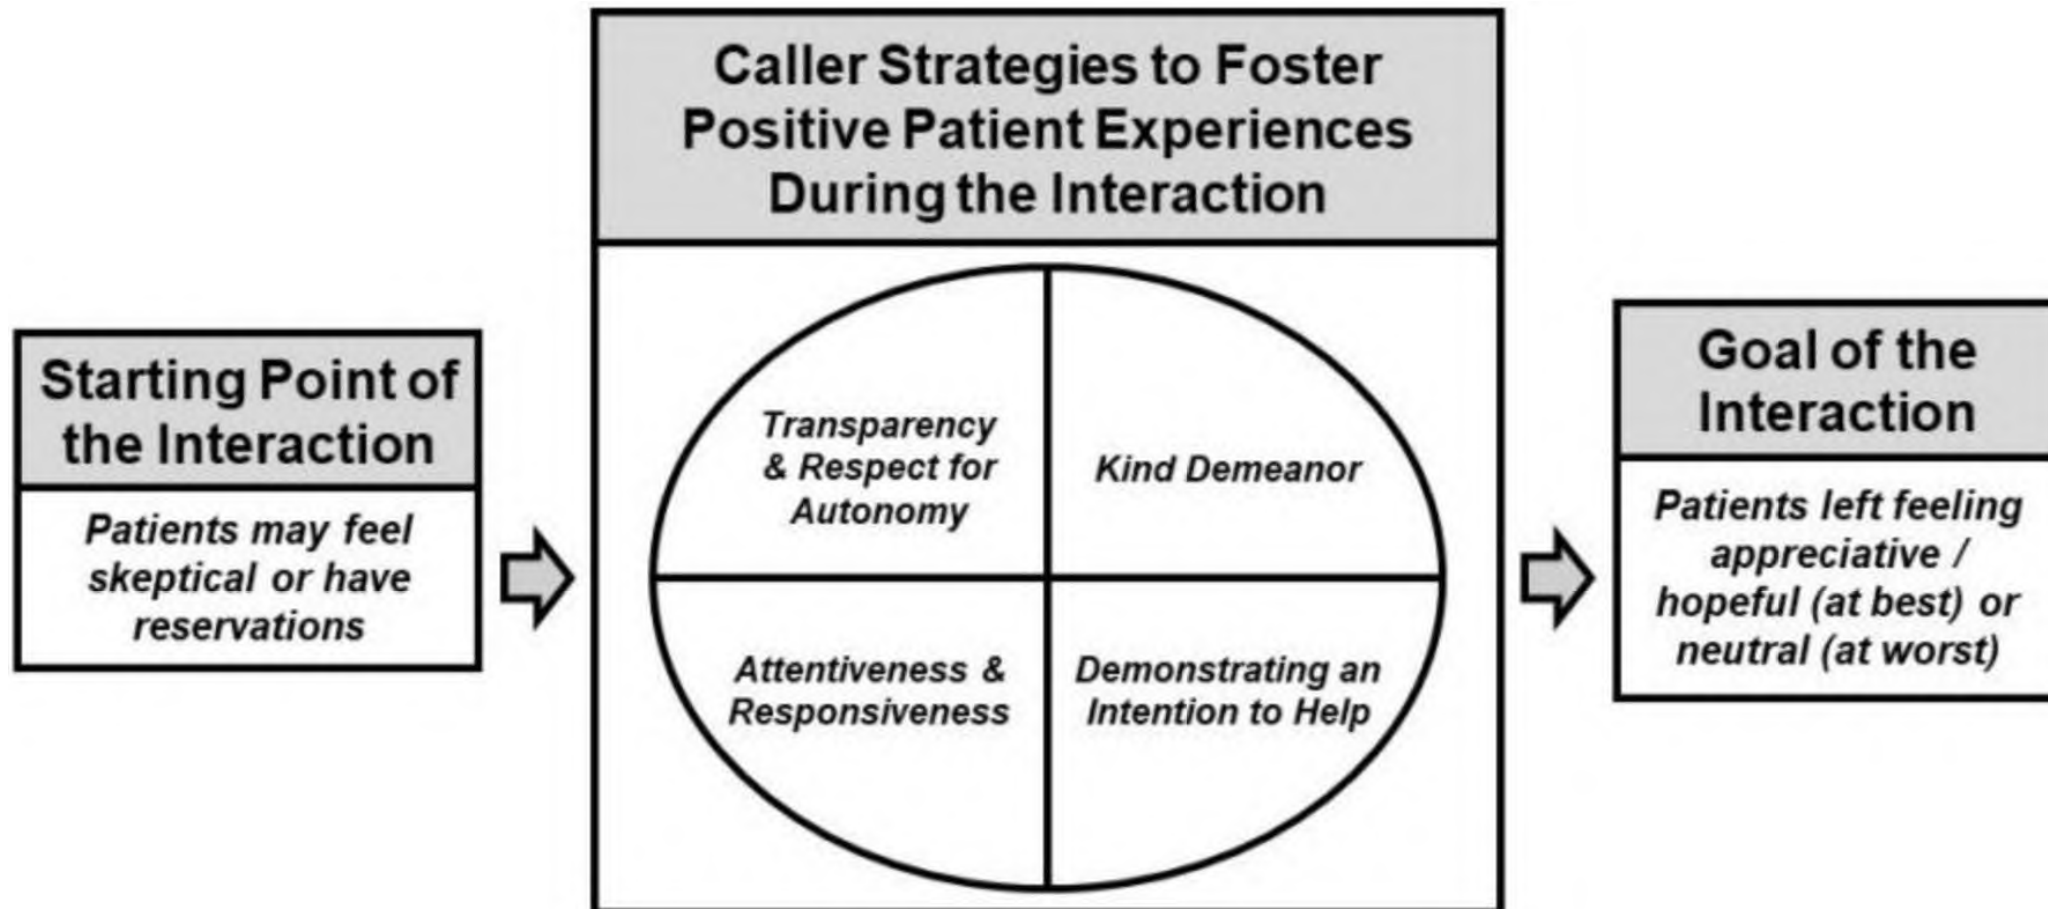 Starting Point of
the Interaction
Patients may feel
skeptical or have
reservations
Caller Strategies to Foster
Positive Patient Experiences
During the Interaction
Transparency
& Respect for
Autonomy
Kind Demeanor
Attentiveness &
Responsiveness
Demonstrating an
Intention to Help
Goal of the
Interaction
Patients left feeling
appreciative /
hopeful (at best) or
neutral (at worst)